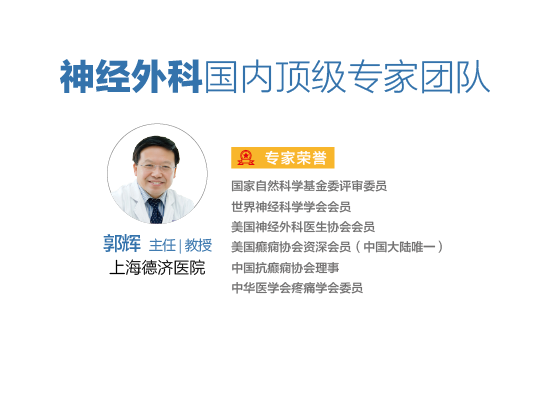 神经外科国内顶级专家团队
专家荣誉
国家自然科学基金委评审委员
世界神经科学学会会员
美国神经外科医生协会会员
美国癫痫协会资深会员（中国大陆唯一）
中国抗癫痫协会理事
中华医学会疼痛学会委员
郭辉 主任|教授
上海德济医院